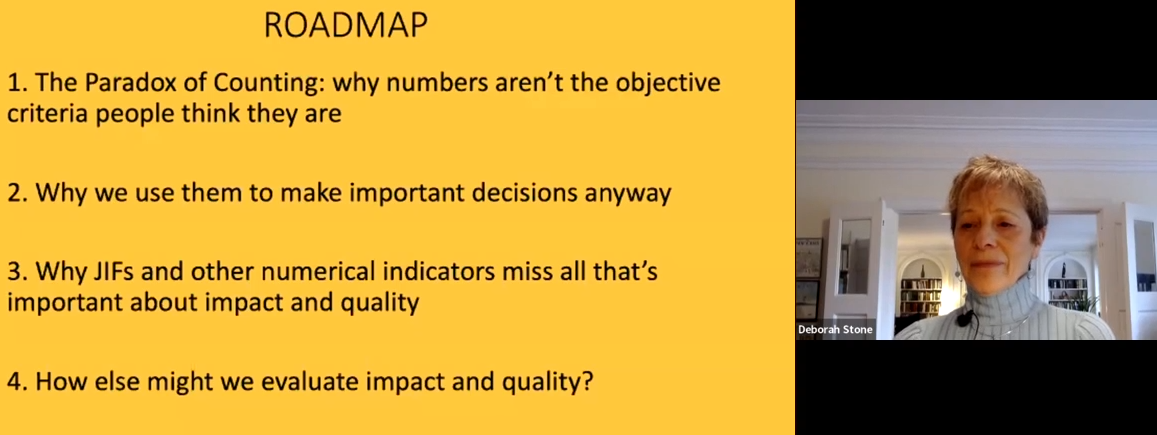 ROADMAP
1. The Paradox of Counting: why numbers aren’t the objective
criteria people think they are
2. Why we use them to make important decisions anyway
3. Why JIFs and other numerical indicators miss all that’s
important about impact and quality
4. How else might we evaluate impact and quality?
Deborah Stone